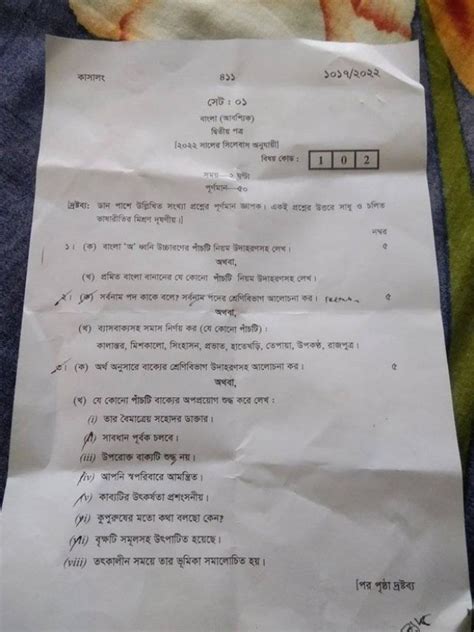 কাসালং ৪১১ ১০১৭/২০২২
সেট : ০১
বাংলা (আবশ্যিক)
দ্বিতীয় পত্র
[২০২২ সালের সিলেবাস অনুযায়ী]
বিষয় কোড : 1 0 2
সময়—২ ঘন্টা
পূর্ণমান—৫০
[দ্রষ্টব্য: ডান পাশে উল্লিখিত সংখ্যা প্রশ্নের পূর্ণমান জ্ঞাপক। একই প্রশ্নের উত্তরে সাধু ও চলিত
ভাষারীতির মিশ্রণ দূষণীয়।]
নম্বর
১। (ক) বাংলা 'অ' ধ্বনি উচ্চারণের পাঁচটি নিয়ম উদাহরণসহ লেখ। ৫
অথবা,
(খ) প্রমিত বাংলা বানানের যে কোনো পাঁচটি নিয়ম উদাহরণসহ লেখ।
২। (ক) সর্বনাম পদ কাকে বলে? সর্বনাম পদের শ্রেণিবিভাগ আলোচনা কর। ৫
অথবা,
(খ) ব্যাসবাক্যসহ সমাস নির্ণয় কর (যে কোনো পাঁচটি)।
কালান্তর, মিশকালো, সিংহাসন, প্রভাত, হাতেখড়ি, তেপায়া, উপকণ্ঠ, রাজপুত্র।
৩। (ক) অর্থ অনুসারে বাক্যের শ্রেণিবিভাগ উদাহরণসহ আলোচনা কর। ৫
অথবা,
(খ) যে কোনো পাঁচটি বাক্যের অপপ্রয়োগ শুদ্ধ করে লেখ :
(i) তার বৈমাত্রেয় সহোদর ডাক্তার।
(ii) সাবধান পূর্বক চলবে।
(iii) উপরোক্ত বাক্যটি শুদ্ধ নয়।
(iv) আপনি স্বপরিবারে আমন্ত্রিত।
(v) কাব্যটির উৎকর্ষতা প্রশংসনীয়।
(vi) কুপুরুষের মতো কথা বলছো কেন?
(vii) বৃক্ষটি সমূলসহ উৎপাটিত হয়েছে।
(viii) তৎকালীন সময়ে তার ভূমিকা সমালোচিত হয়।
[পর পৃষ্ঠা দ্রষ্টব্য